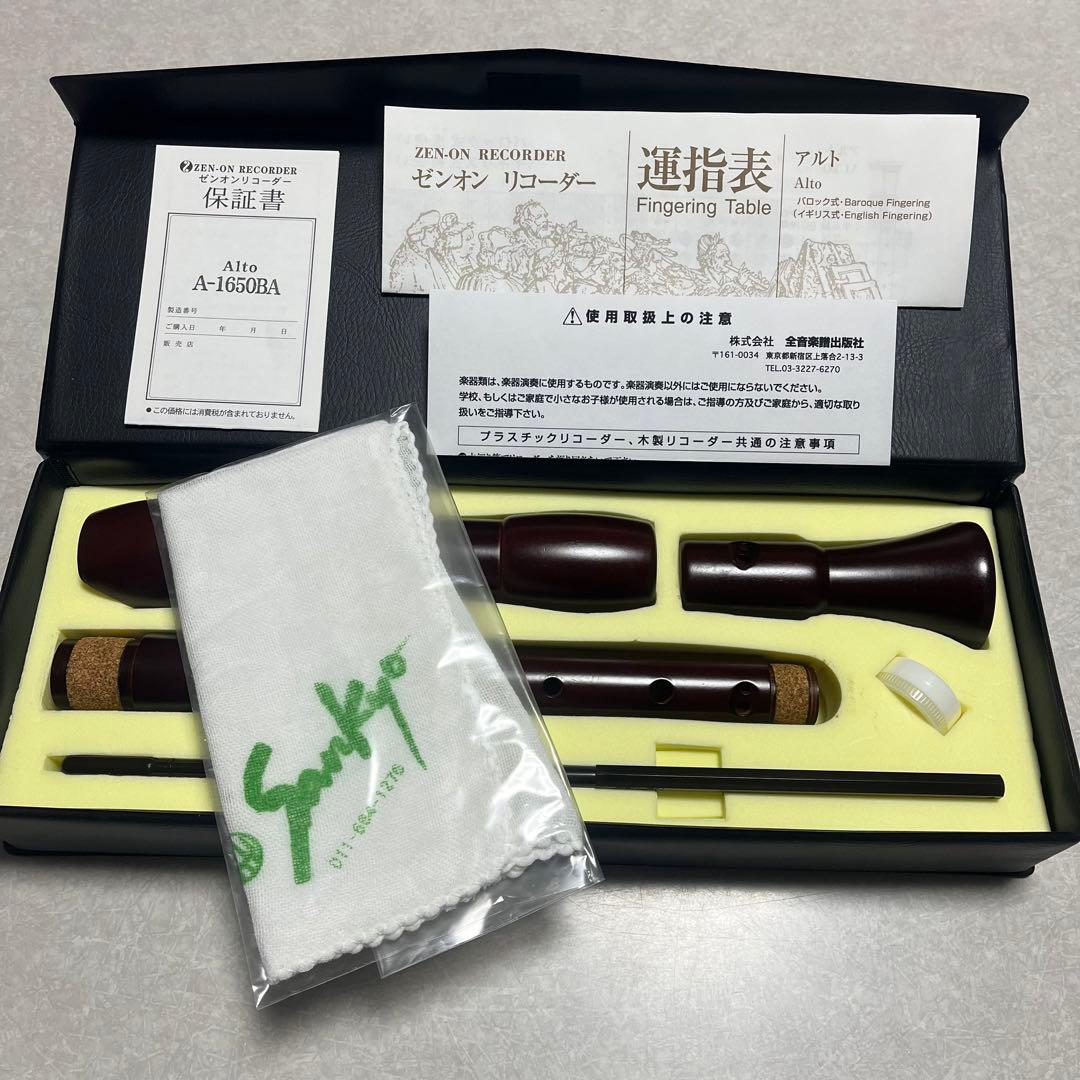 ZEN-ON RECORDER
ゼンオンリコーダー
保証書
Alto
A-1650BA
製造番号
ご購入日 年 月 日
販売店
●この価格には消費税が含まれておりません。
ZEN-ON RECORDER
ゼンオン リコーダー
運指表
Fingering Table
アルト
Alto
バロック式・Baroque Fingering
(イギリス式・English Fingering)
⚠使用取扱上の注意
株式会社 全音楽譜出版社
〒161-0034 東京都新宿区上落合2-13-3
TEL.03-3227-6270
楽器類は、楽器演奏に使用するものです。楽器演奏以外にはご使用にならないでください。
学校、もしくはご家庭で小さなお子様が使用される場合は、ご指導の方及びご家庭から、適切な取り
扱いをご指導下さい。
プラスチックリコーダー、木製リコーダー共通の注意事項
Sankyo
011-664-1276